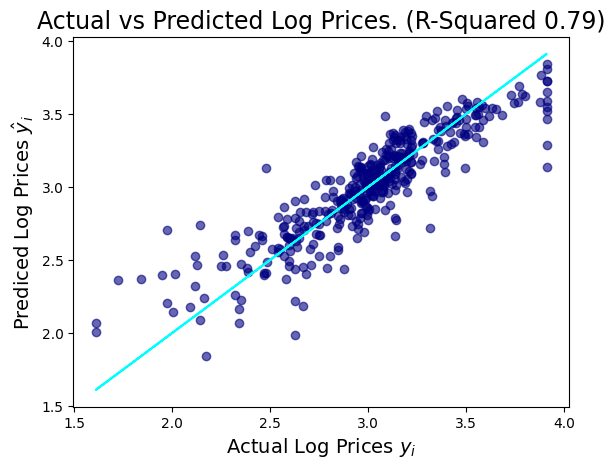 Actual vs Predicted Log Prices. (R-Squared 0.79)
4.0
3.5
3.0
2.5
2.0
1.5
Prediced Log Prices ŷᵢ
1.5 2.0 2.5 3.0 3.5 4.0
Actual Log Prices yᵢ